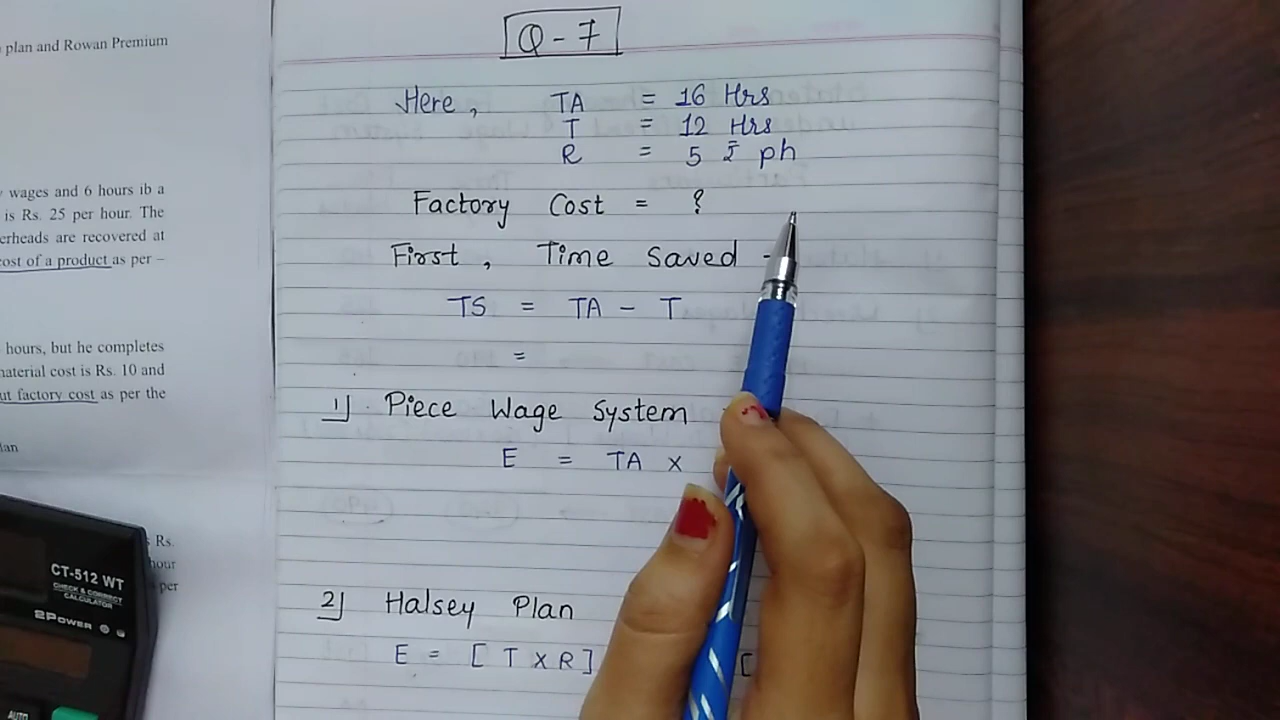 plan and Rowan Premium
wages and 6 hours ib a
is Rs. 25 per hour. The
erheads are recovered at
cost of a product as per –
hours, but he completes
material cost is Rs. 10 and
ut factory cost as per the
lan
Rs.
hour
per
CT-512 WT
CHECK & CORRECT
CALCULATOR
2POWER
AUTO
Q - 7
Here, TA = 16 Hrs
T = 12 Hrs
R = 5 ₹ ph
Factory Cost = ?
First, Time Saved -
TS = TA - T
=
1] Piece Wage System
E = TA x
2] Halsey Plan
E = [ T X R ] [